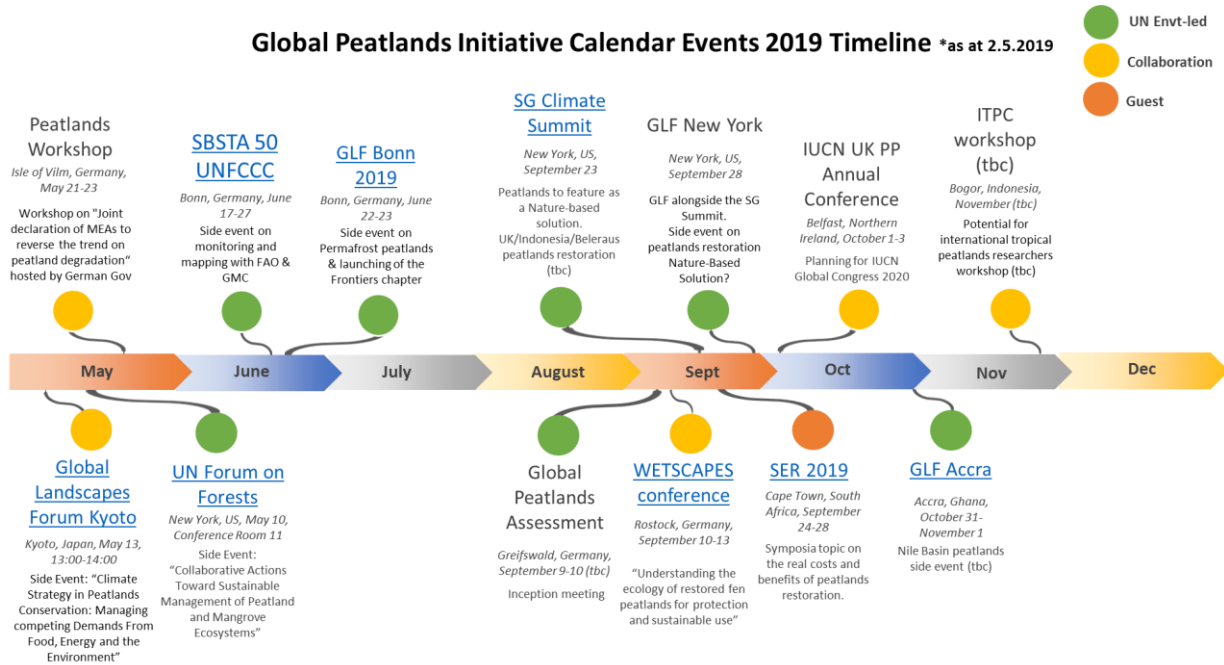 Global Peatlands Initiative Calendar Events 2019 Timeline *as at 2.5.2019
UN Envt-led
Collaboration
Guest
Peatlands
Workshop
Isle of Vilm, Germany,
May 21-23
Workshop on "Joint
declaration of MEAs to
reverse the trend on
peatland degradation“
hosted by German Gov
SBSTA 50
UNFCCC
Bonn, Germany, June
17-27
Side event on
monitoring and
mapping with FAO &
GMC
GLF Bonn
2019
Bonn, Germany, June
22-23
Side event on
Permafrost peatlands
& launching of the
Frontiers chapter
SG Climate
Summit
New York, US,
September 23
Peatlands to feature as
a Nature-based
solution.
UK/Indonesia/Beleraus
peatlands restoration
(tbc)
GLF New York
New York, US,
September 28
GLF alongside the SG
Summit.
Side event on
peatlands restoration
Nature-Based
Solution?
IUCN UK PP
Annual
Conference
Belfast, Northern
Ireland, October 1-3
Planning for IUCN
Global Congress 2020
ITPC
workshop
(tbc)
Bogor, Indonesia,
November (tbc)
Potential for
international tropical
peatlands researchers
workshop (tbc)
May
June
July
August
Sept
Oct
Nov
Dec
Global
Landscapes
Forum Kyoto
Kyoto, Japan, May 13,
13:00-14:00
Side Event: “Climate
Strategy in Peatlands
Conservation: Managing
competing Demands From
Food, Energy and the
Environment”
UN Forum on
Forests
New York, US, May 10,
Conference Room 11
Side Event:
“Collaborative Actions
Toward Sustainable
Management of Peatland
and Mangrove
Ecosystems”
Global
Peatlands
Assessment
Greifswald, Germany,
September 9-10 (tbc)
Inception meeting
WETSCAPES
conference
Rostock, Germany,
September 10-13
“Understanding the
ecology of restored fen
peatlands for protection
and sustainable use”
SER 2019
Cape Town, South
Africa, September
24-28
Symposia topic on
the real costs and
benefits of peatlands
restoration.
GLF Accra
Accra, Ghana,
October 31-
November 1
Nile Basin peatlands
side event (tbc)